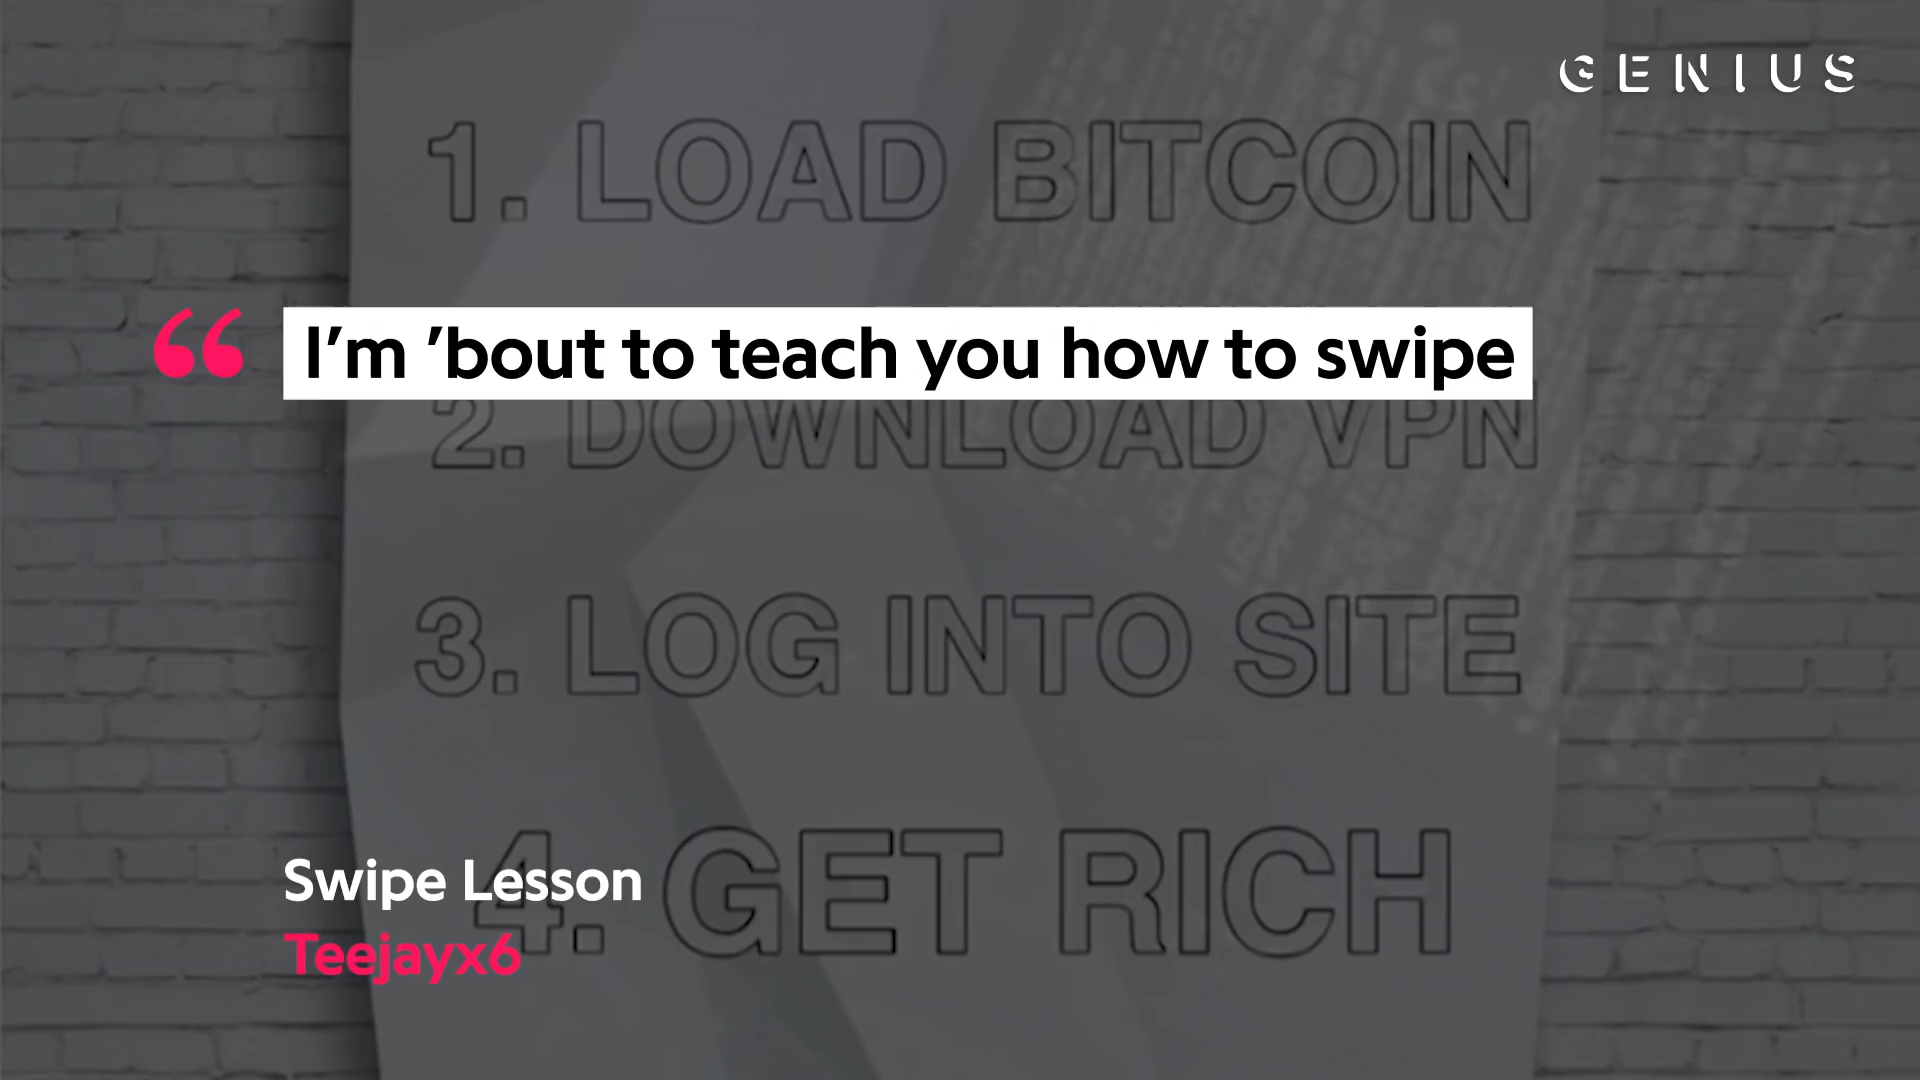 GENIUS
1. LOAD BITCOIN
“ I’m ’bout to teach you how to swipe
2. DOWNLOAD VPN
3. LOG INTO SITE
4. GET RICH
Swipe Lesson
Teejayx6